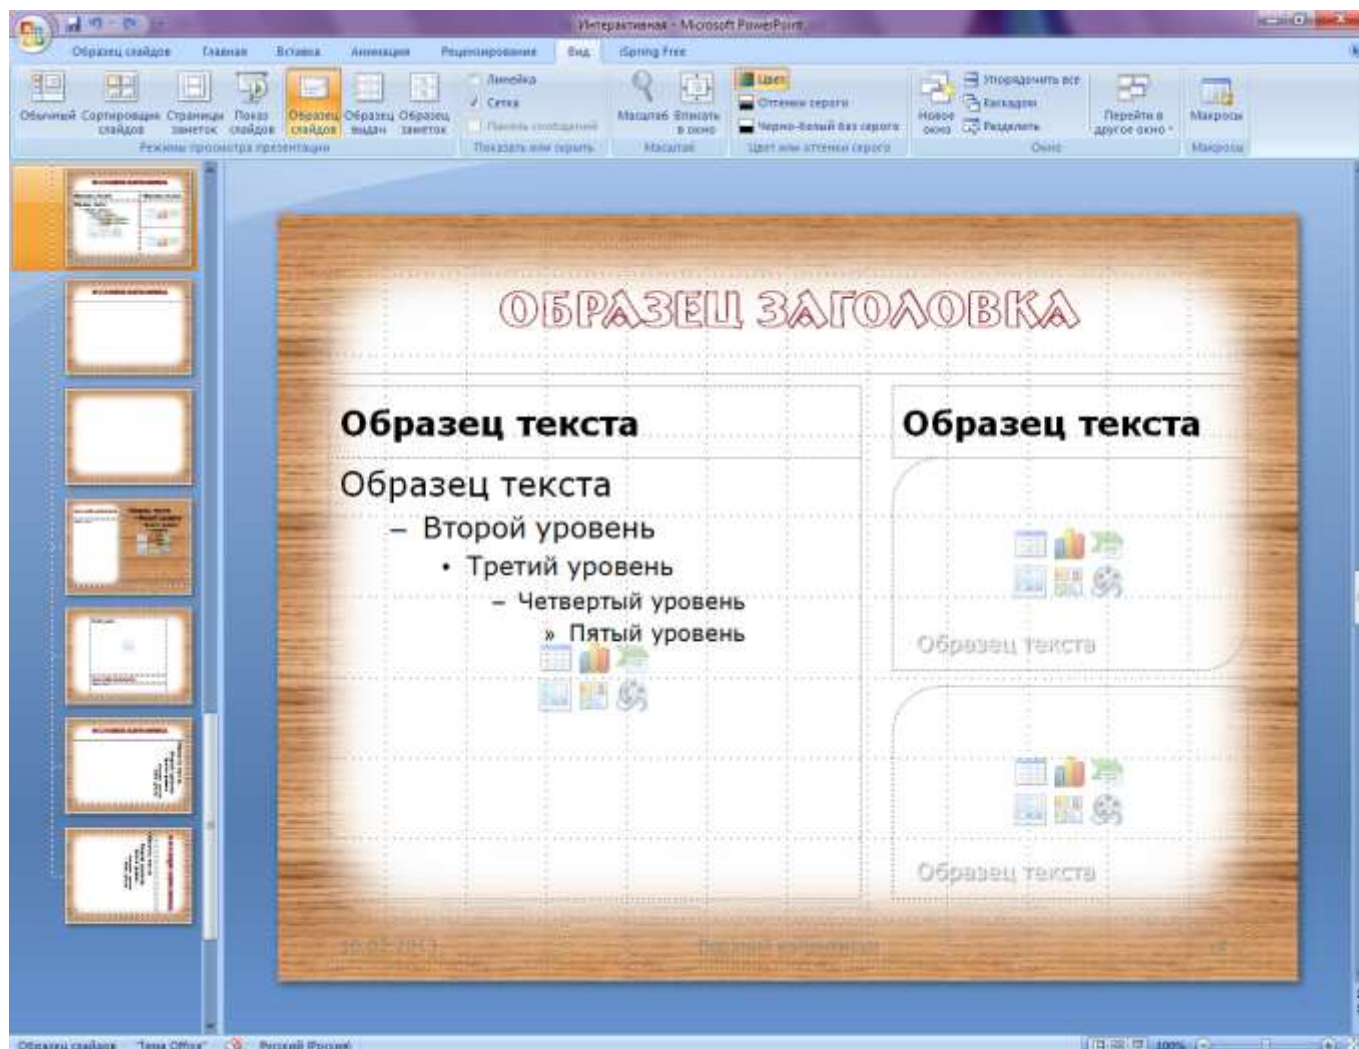 Интерактивная - Microsoft PowerPoint
Образец слайдов Главная Вставка Анимация Рецензирование Вид iSpring Free
Обычный Сортировщик слайдов Страницы заметок Показ слайдов Образец слайдов Образец выдач Образец заметок
Режимы просмотра презентации
Линейка
Сетка
Панель сообщений
Показать или скрыть
Масштаб Вписать в окно
Масштаб
Цвет
Оттенки серого
Черно-белый без серого
Цвет или оттенки серого
Новое окно
Упорядочить все
Каскадом
Разделить
Перейти в другое окно
Окно
Макросы
Макросы
ОБРАЗЕЦ ЗАГОЛОВКА
Образец текста
Образец текста
Образец текста
– Второй уровень
• Третий уровень
– Четвертый уровень
» Пятый уровень
Образец текста
Образец текста
Образец слайдов "Тема Office" Русский (Россия) 100%